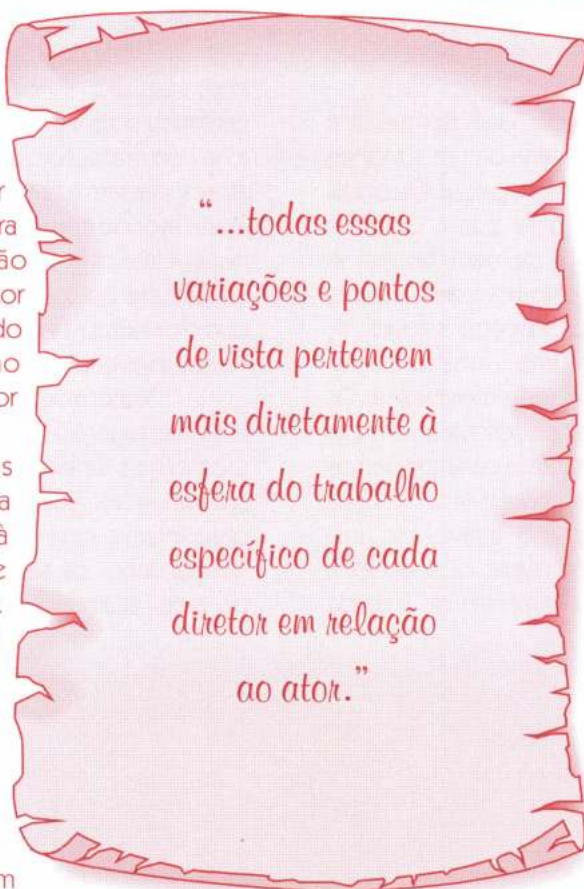 “...todas essas
variações e pontos
de vista pertencem
mais diretamente à
esfera do trabalho
específico de cada
diretor em relação
ao ator.”